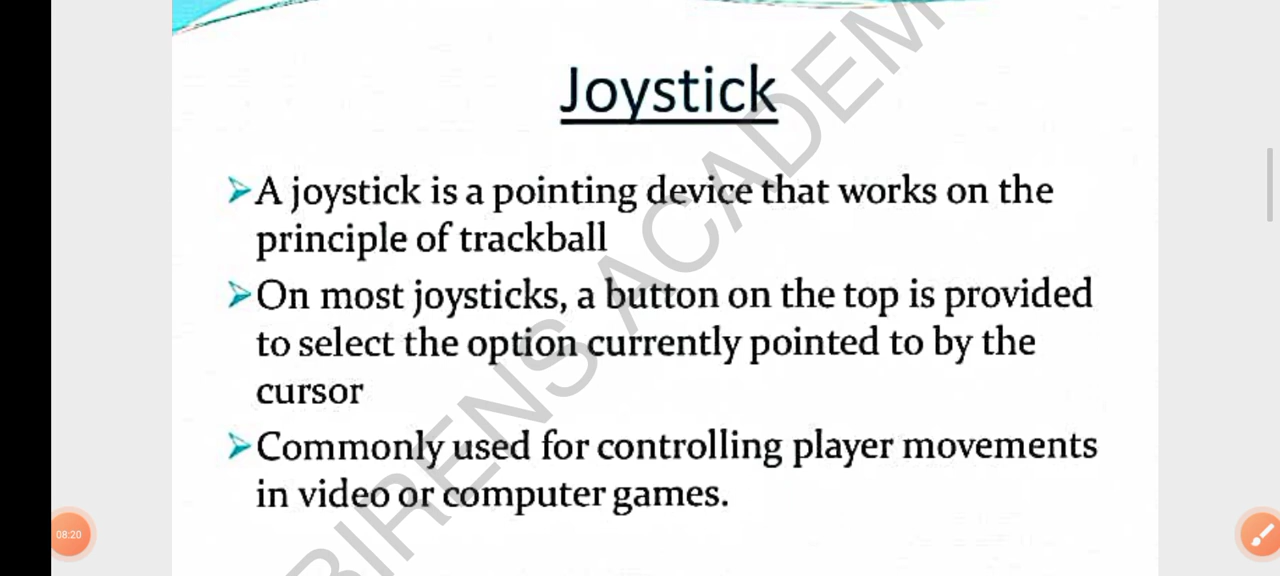 Joystick
➢A joystick is a pointing device that works on the
principle of trackball
➢On most joysticks, a button on the top is provided
to select the option currently pointed to by the
cursor
➢Commonly used for controlling player movements
in video or computer games.
BIRENS ACADEM
08:20